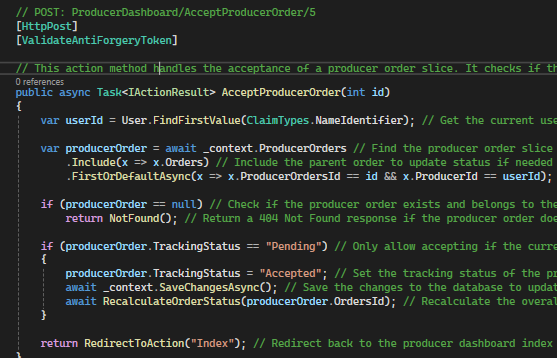 // POST: ProducerDashboard/AcceptProducerOrder/5
[HttpPost]
[ValidateAntiForgeryToken]
// This action method handles the acceptance of a producer order slice. It checks if th
0 references
public async Task<IActionResult> AcceptProducerOrder(int id)
{
var userId = User.FindFirstValue(ClaimTypes.NameIdentifier); // Get the current use
var producerOrder = await _context.ProducerOrders // Find the producer order slice
.Include(x => x.Orders) // Include the parent order to update status if needed
.FirstOrDefaultAsync(x => x.ProducerOrdersId == id && x.ProducerId == userId);
if (producerOrder == null) // Check if the producer order exists and belongs to the
return NotFound(); // Return a 404 Not Found response if the producer order doe
if (producerOrder.TrackingStatus == "Pending") // Only allow accepting if the curre
{
producerOrder.TrackingStatus = "Accepted"; // Set the tracking status of the pr
await _context.SaveChangesAsync(); // Save the changes to the database to updat
await RecalculateOrderStatus(producerOrder.OrdersId); // Recalculate the overal
}
return RedirectToAction("Index"); // Redirect back to the producer dashboard index
}